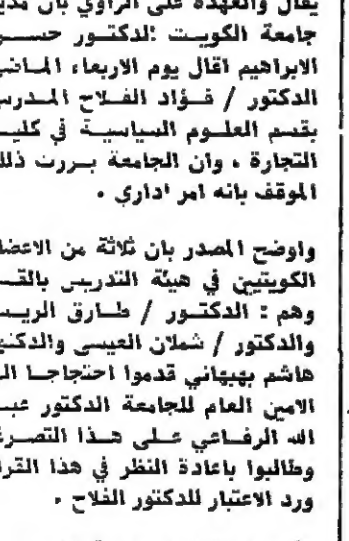 يقال والعهدة على الراوي بان مدير
جامعة الكويت الدكتور حسن
الابراهيم اقال يوم الاربعاء الماضي
الدكتور / فؤاد الفلاح المدرس
بقسم العلوم السياسية في كلية
التجارة ، وان الجامعة بررت ذلك
الموقف بانه امر اداري .
واوضح المصدر بان ثلاثة من الاعضاء
الكويتيين في هيئة التدريس بالقسم
وهم : الدكتور / طارق الريس
والدكتور / شملان العيسى والدكتور
هاشم بهبهاني قدموا احتجاجا الى
الامين العام للجامعة الدكتور عبد
الله الرفاعي على هذا التصرف
وطالبوا باعادة النظر في هذا القرار
ورد الاعتبار للدكتور الفلاح .